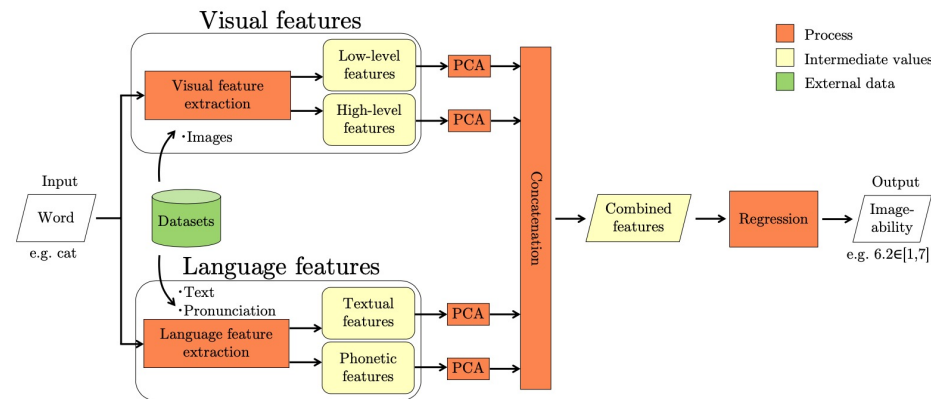 Visual features
Process
Intermediate values
External data
Low-level
features
PCA
Visual feature
extraction
High-level
features
PCA
·Images
Input
Word
e.g. cat
Datasets
Concatenation
Combined
features
Regression
Output
Image-
ability
e.g. 6.2∈[1,7]
Language features
·Text
·Pronunciation
Textual
features
PCA
Language feature
extraction
Phonetic
features
PCA